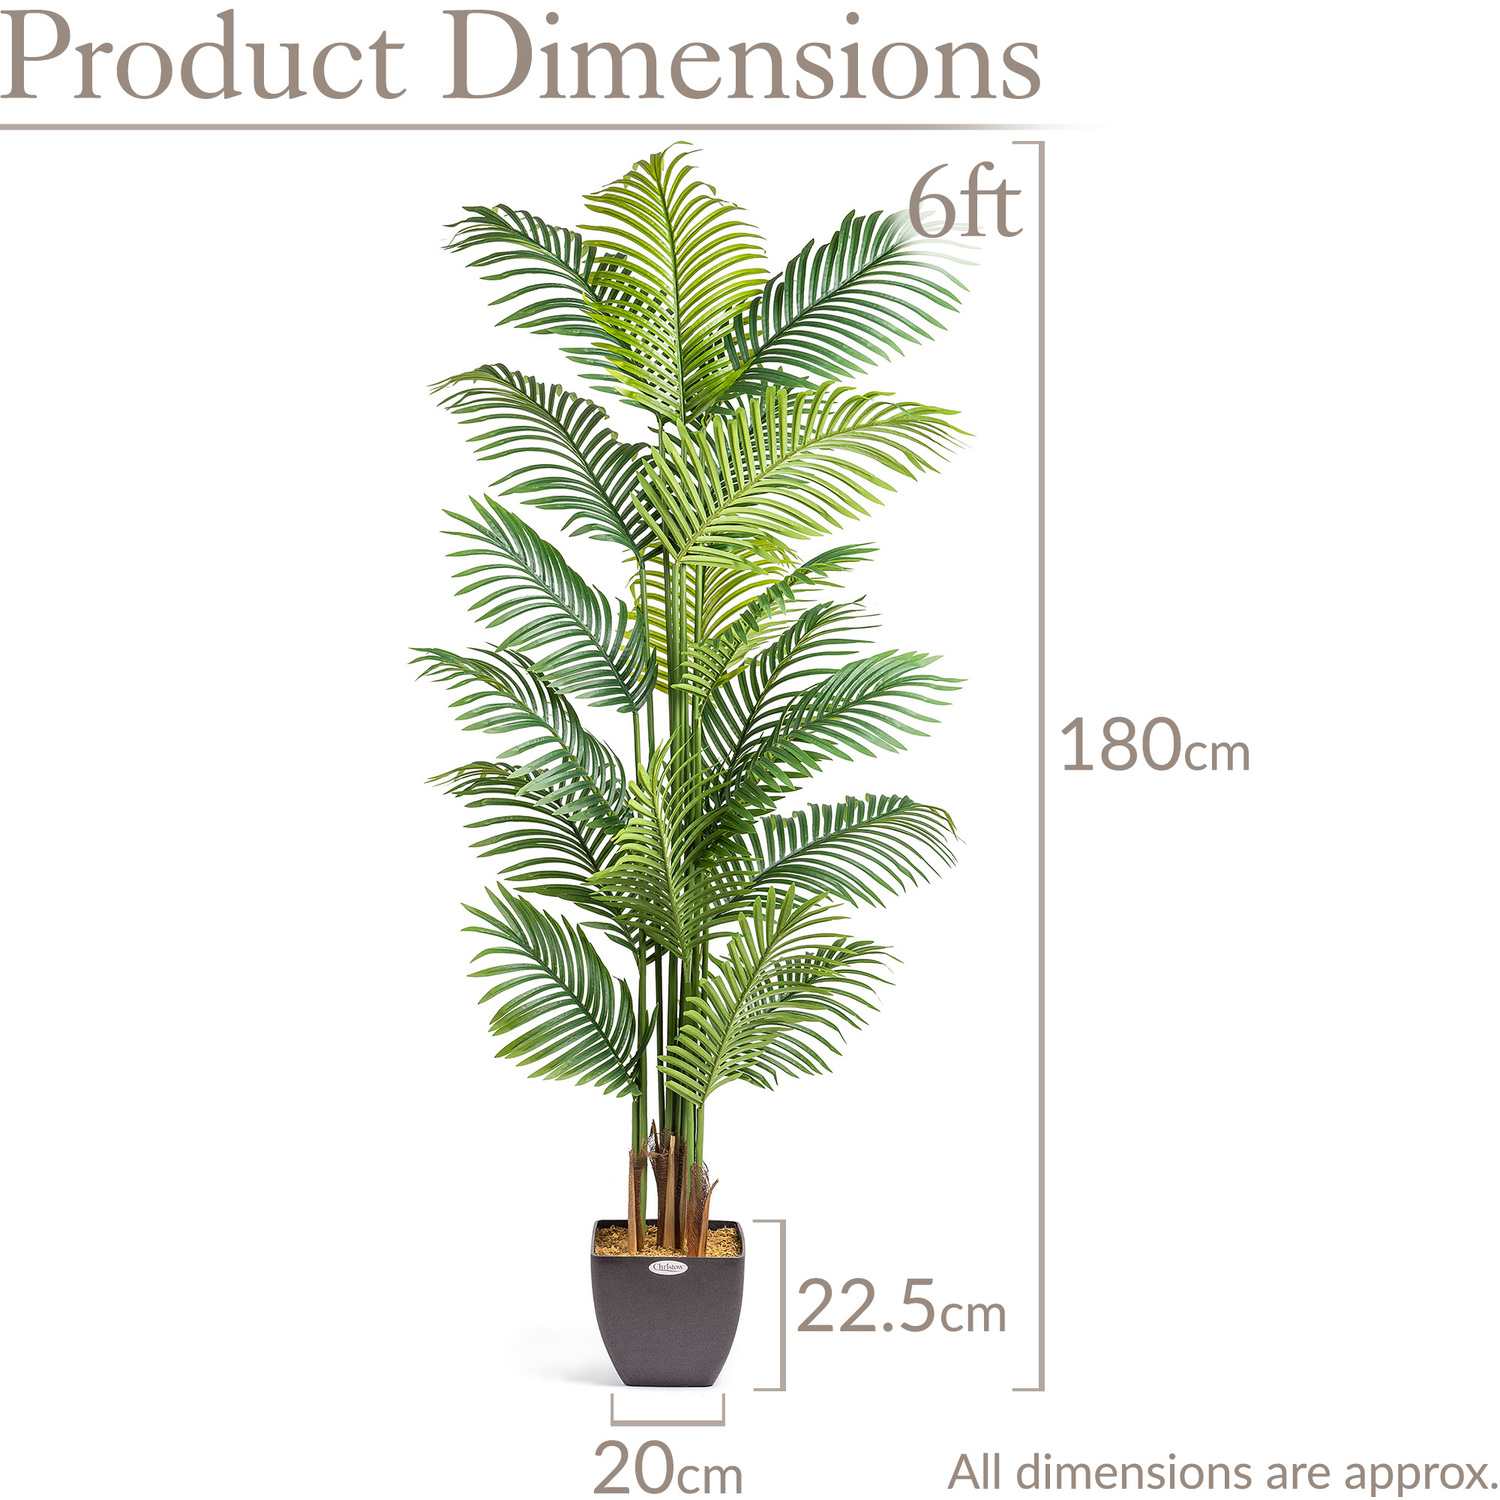 Product Dimensions
6ft
180cm
Christow
22.5cm
20cm
All dimensions are approx.